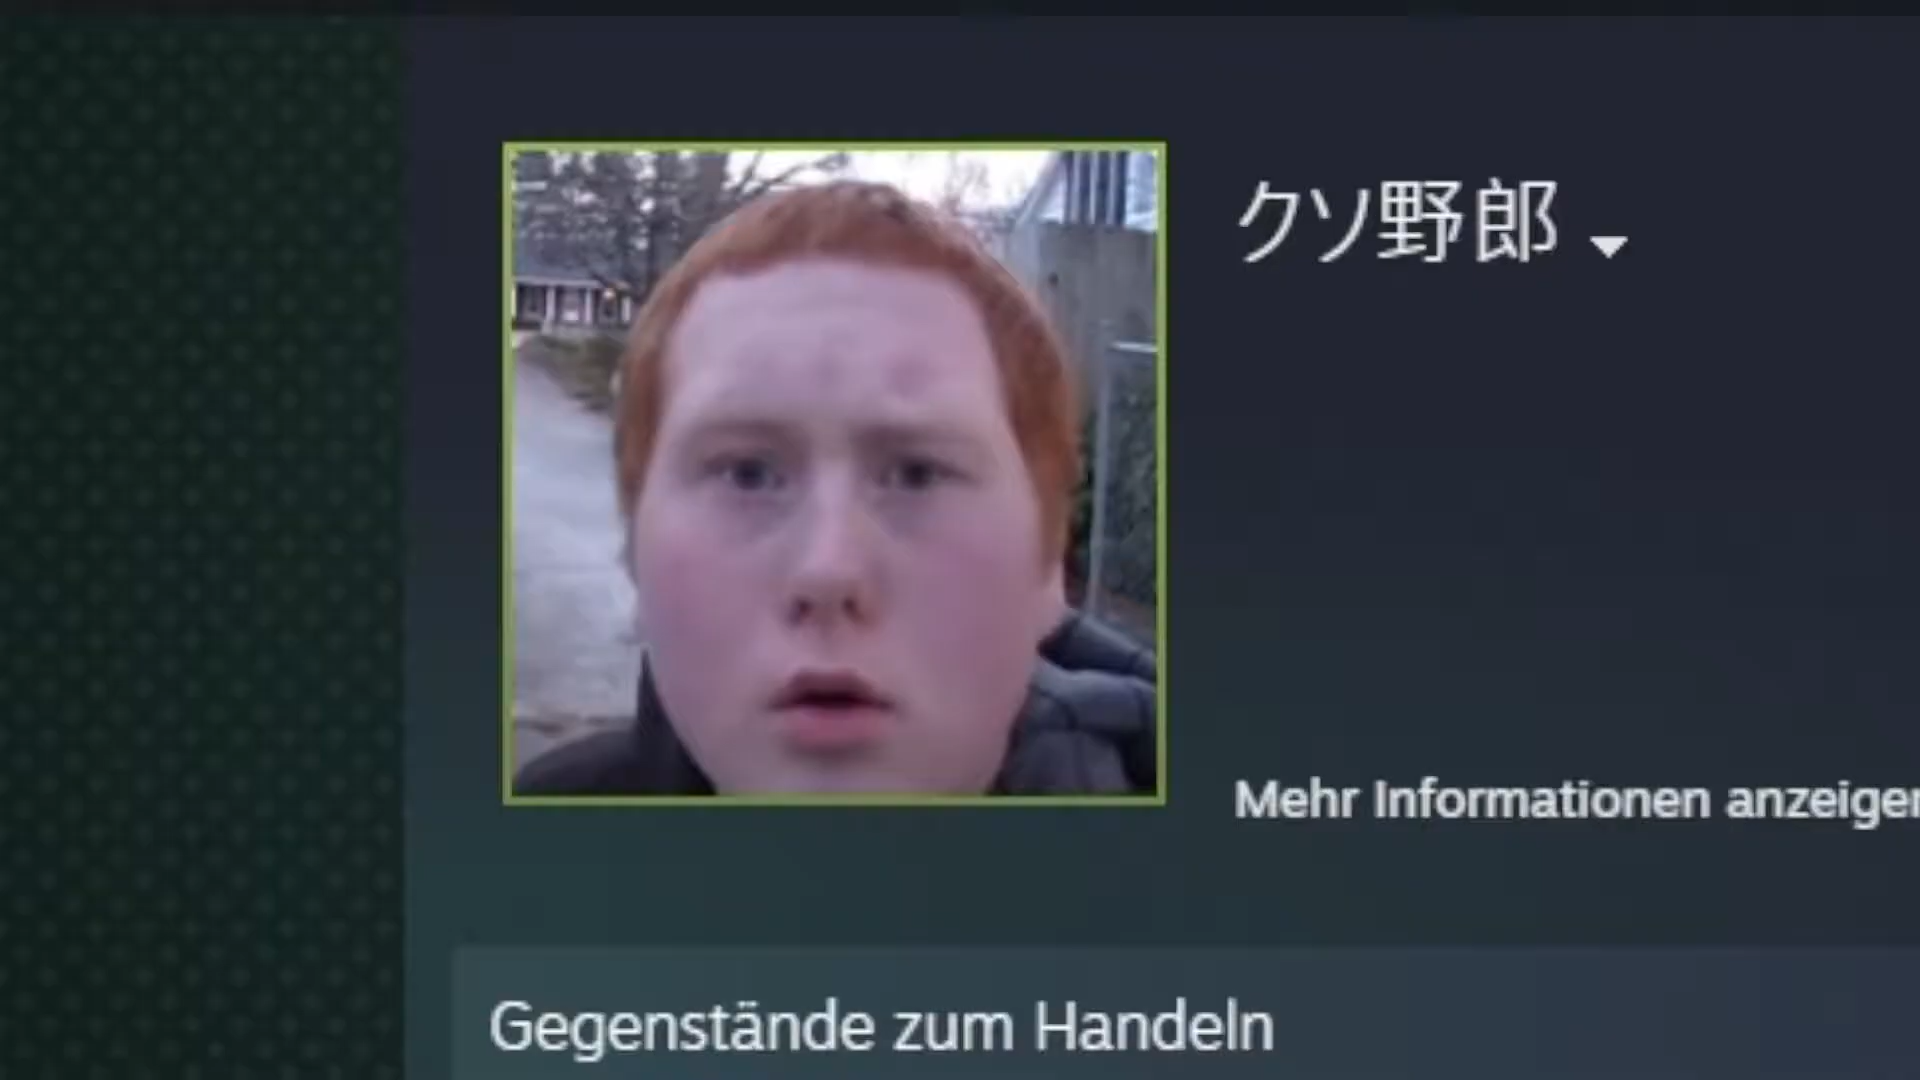 クソ野郎
Mehr Informationen anzeigen
Gegenstände zum Handeln